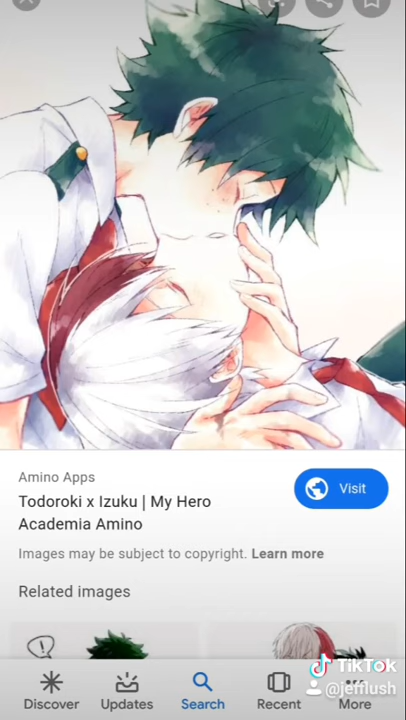 Amino Apps
Todoroki x Izuku | My Hero
Academia Amino
Visit
Images may be subject to copyright. Learn more
Related images
TikTok
@jefflush
Discover
Updates
Search
Recent
More